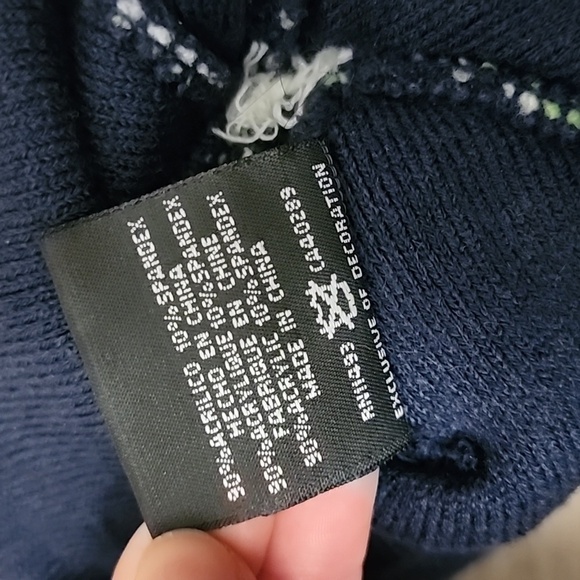 90%ACRILICO 10%SPANDEX
HECHO EN CHINA
90%ACRYLIQUE 10%SPANDEX
FABRIQUE EN CHINE
90%ACRYLIC 10%SPANDEX
MADE IN CHINA
RN11493 CA40289
EXCLUSIVE OF DECORATION